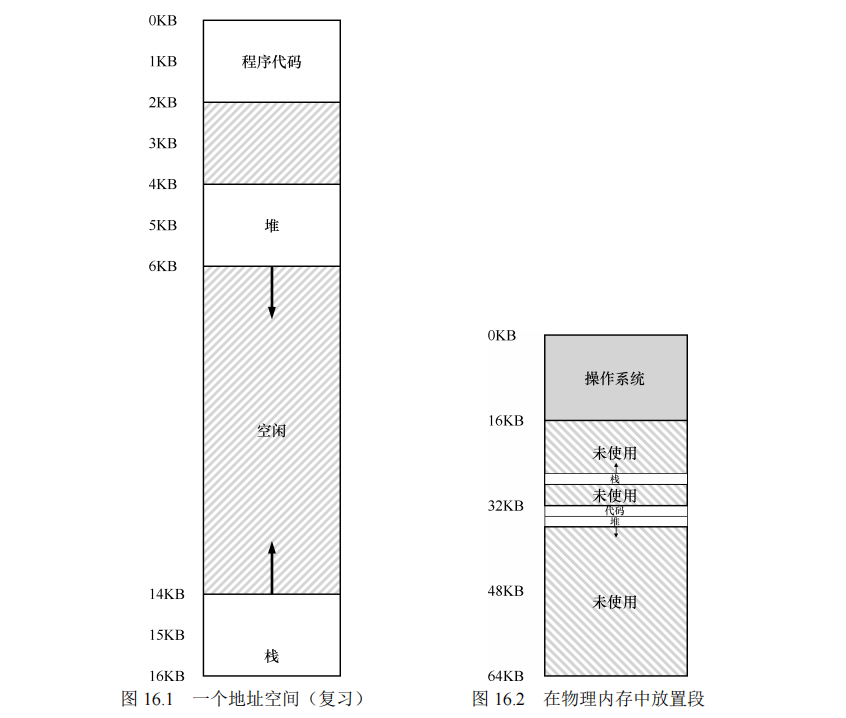 0KB
1KB
程序代码
2KB
3KB
4KB
5KB
堆
6KB
空闲
14KB
15KB
栈
16KB
图 16.1 一个地址空间（复习）
0KB
操作系统
16KB
未使用
栈
未使用
32KB
代码
堆
48KB
未使用
64KB
图 16.2 在物理内存中放置段